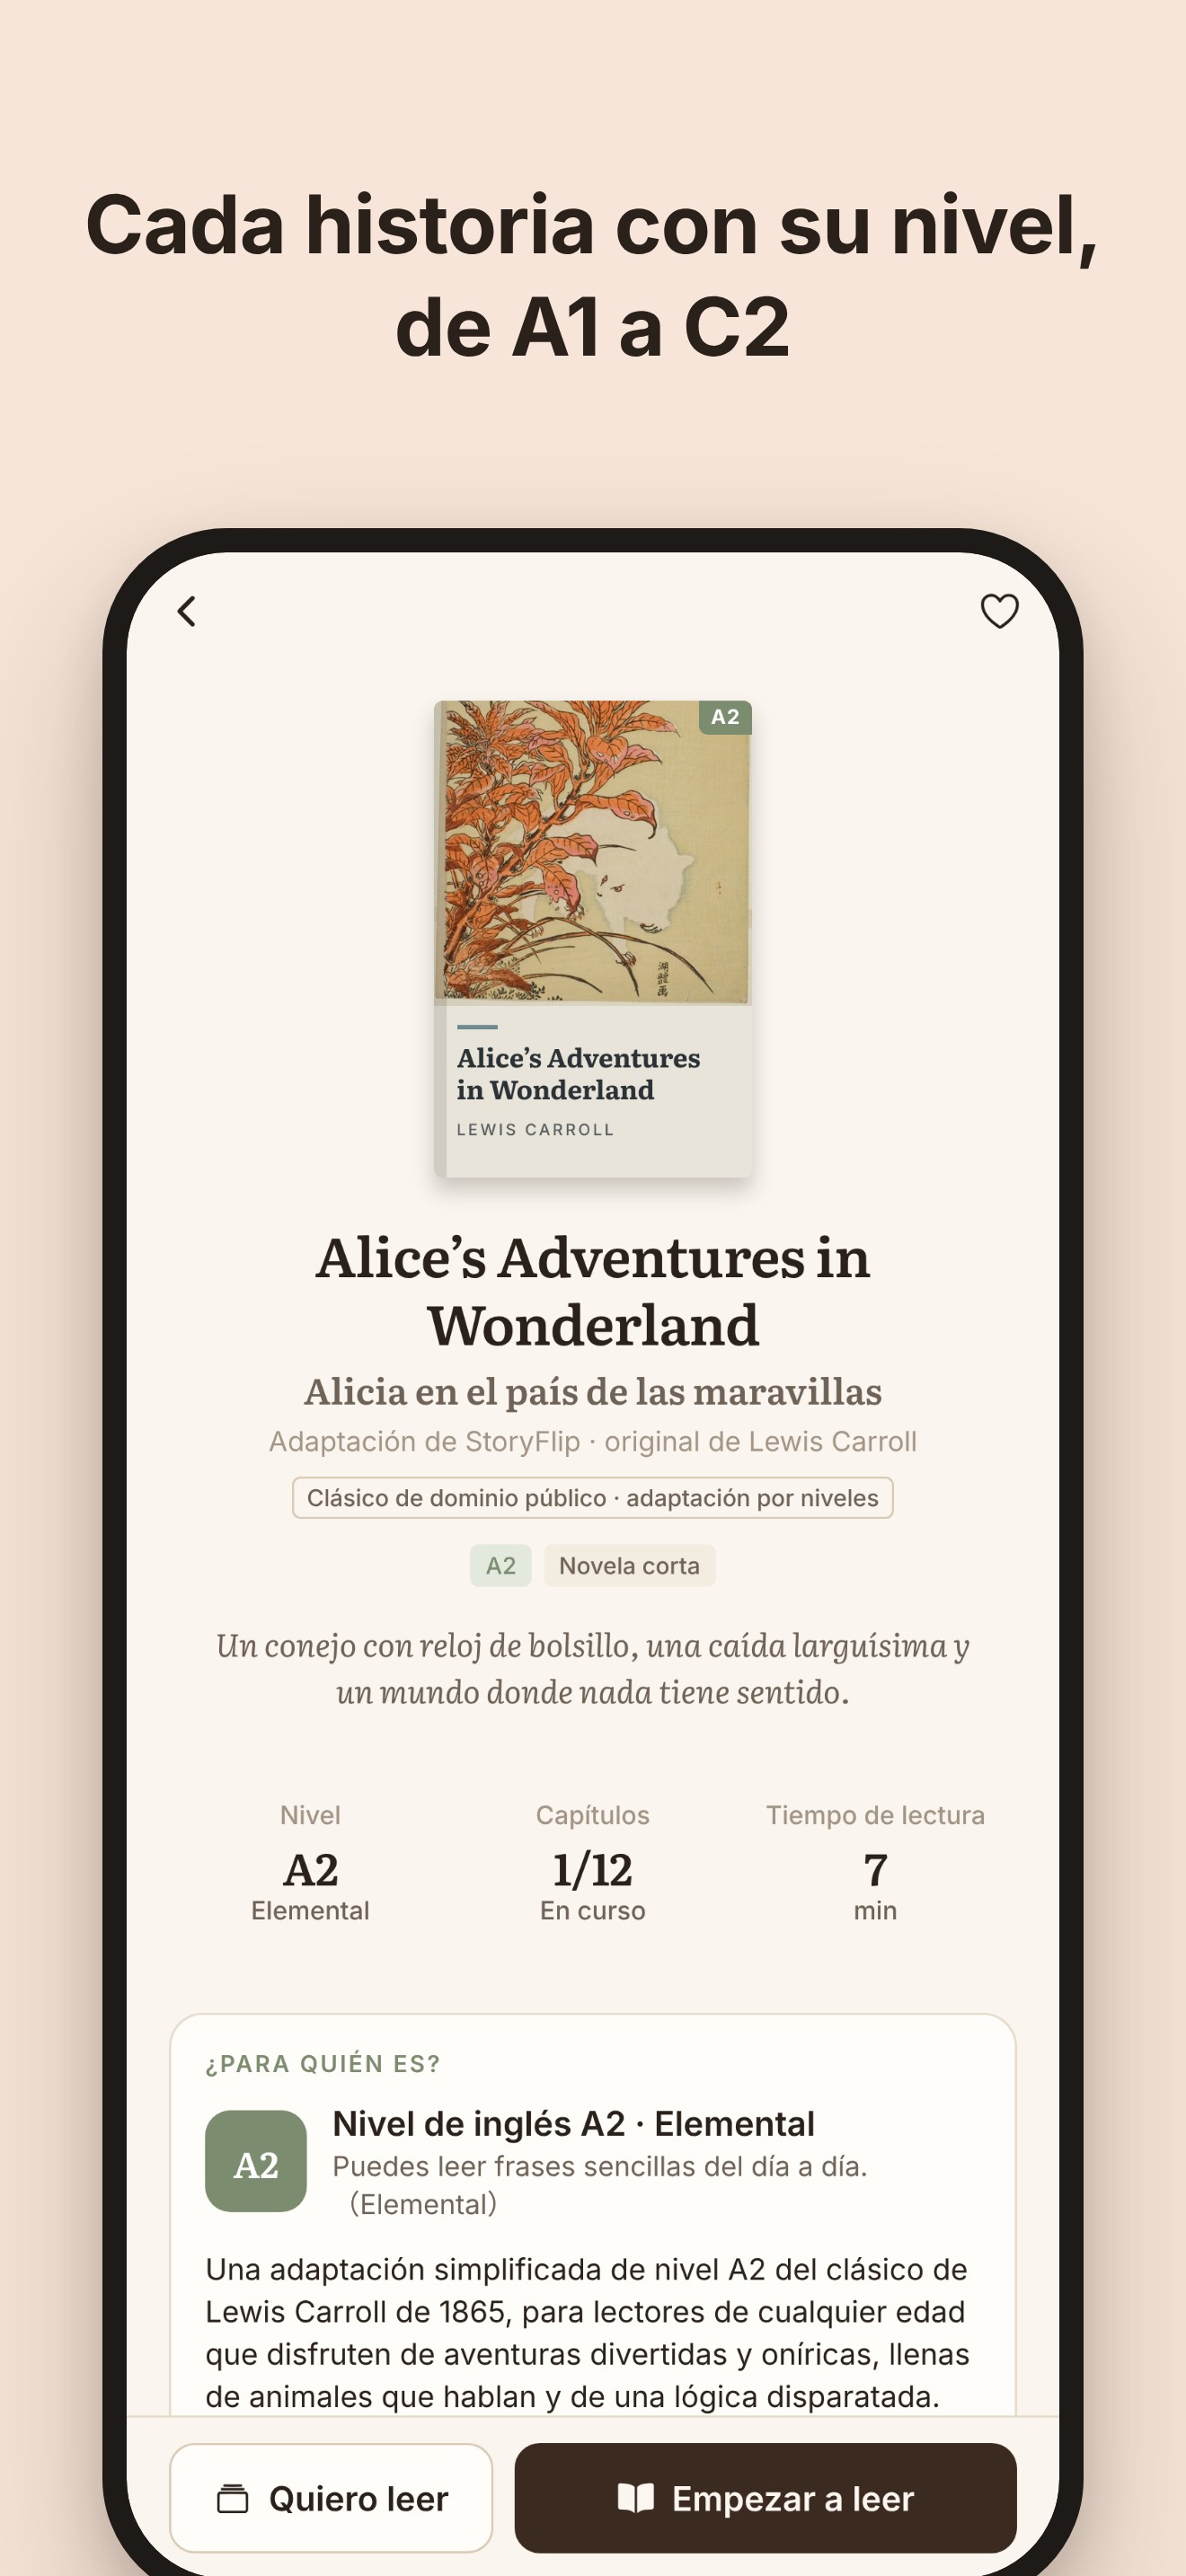 Cada historia con su nivel,
de A1 a C2
A2
湖龍画
Alice’s Adventures
in Wonderland
LEWIS CARROLL
Alice’s Adventures in
Wonderland
Alicia en el país de las maravillas
Adaptación de StoryFlip · original de Lewis Carroll
Clásico de dominio público · adaptación por niveles
A2 Novela corta
Un conejo con reloj de bolsillo, una caída larguísima y
un mundo donde nada tiene sentido.
Nivel Capítulos Tiempo de lectura
A2 1/12 7
Elemental En curso min
¿PARA QUIÉN ES?
A2
Nivel de inglés A2 · Elemental
Puedes leer frases sencillas del día a día.
（Elemental）
Una adaptación simplificada de nivel A2 del clásico de
Lewis Carroll de 1865, para lectores de cualquier edad
que disfruten de aventuras divertidas y oníricas, llenas
de animales que hablan y de una lógica disparatada.
Quiero leer Empezar a leer